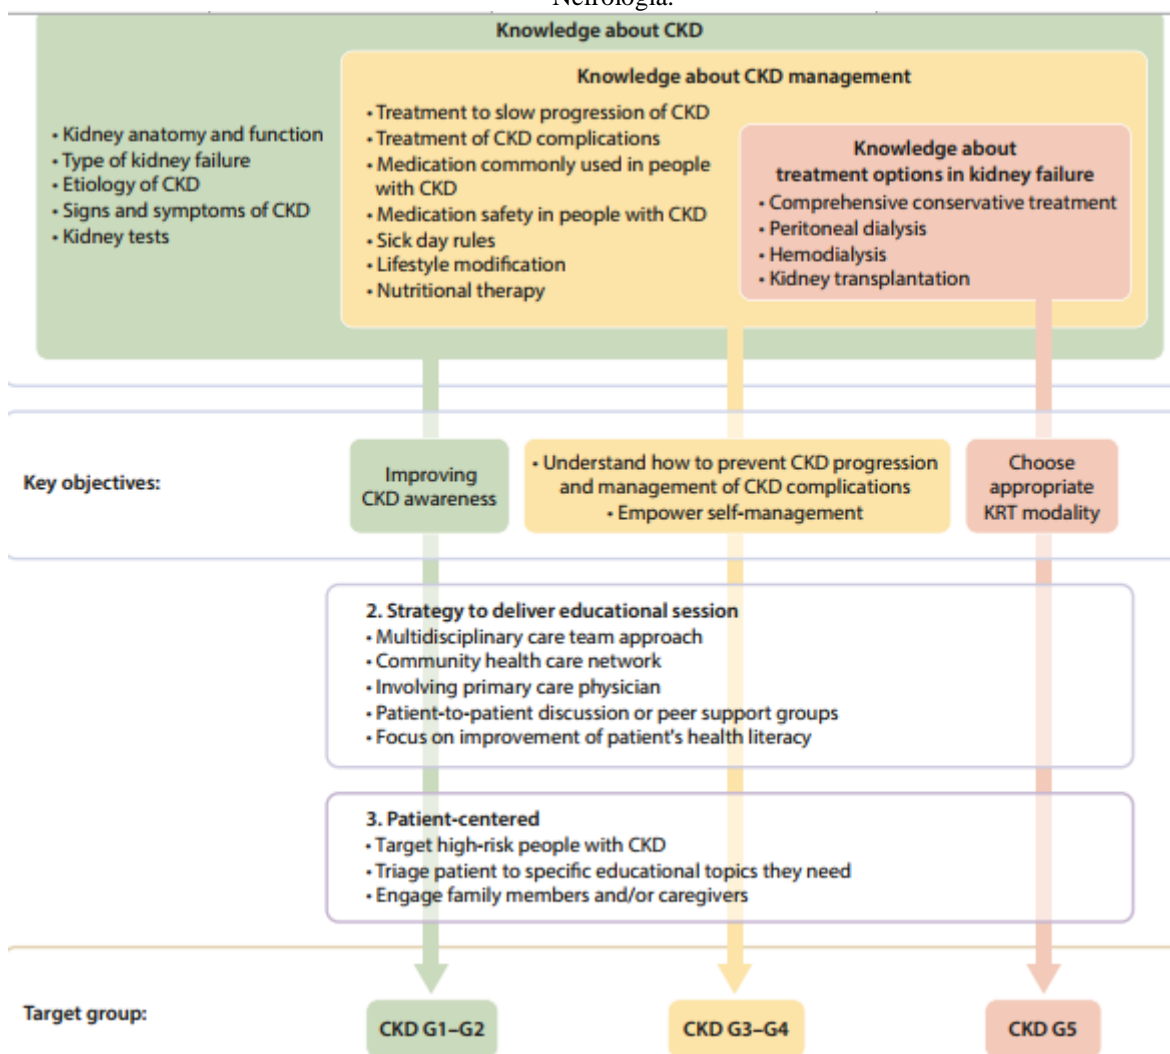 Nefrología.
Knowledge about CKD
• Kidney anatomy and function
• Type of kidney failure
• Etiology of CKD
• Signs and symptoms of CKD
• Kidney tests
Knowledge about CKD management
• Treatment to slow progression of CKD
• Treatment of CKD complications
• Medication commonly used in people
with CKD
• Medication safety in people with CKD
• Sick day rules
• Lifestyle modification
• Nutritional therapy
Knowledge about
treatment options in kidney failure
• Comprehensive conservative treatment
• Peritoneal dialysis
• Hemodialysis
• Kidney transplantation
Key objectives:
Improving
CKD awareness
• Understand how to prevent CKD progression
and management of CKD complications
• Empower self-management
Choose
appropriate
KRT modality
2. Strategy to deliver educational session
• Multidisciplinary care team approach
• Community health care network
• Involving primary care physician
• Patient-to-patient discussion or peer support groups
• Focus on improvement of patient's health literacy
3. Patient-centered
• Target high-risk people with CKD
• Triage patient to specific educational topics they need
• Engage family members and/or caregivers
Target group:
CKD G1–G2
CKD G3–G4
CKD G5